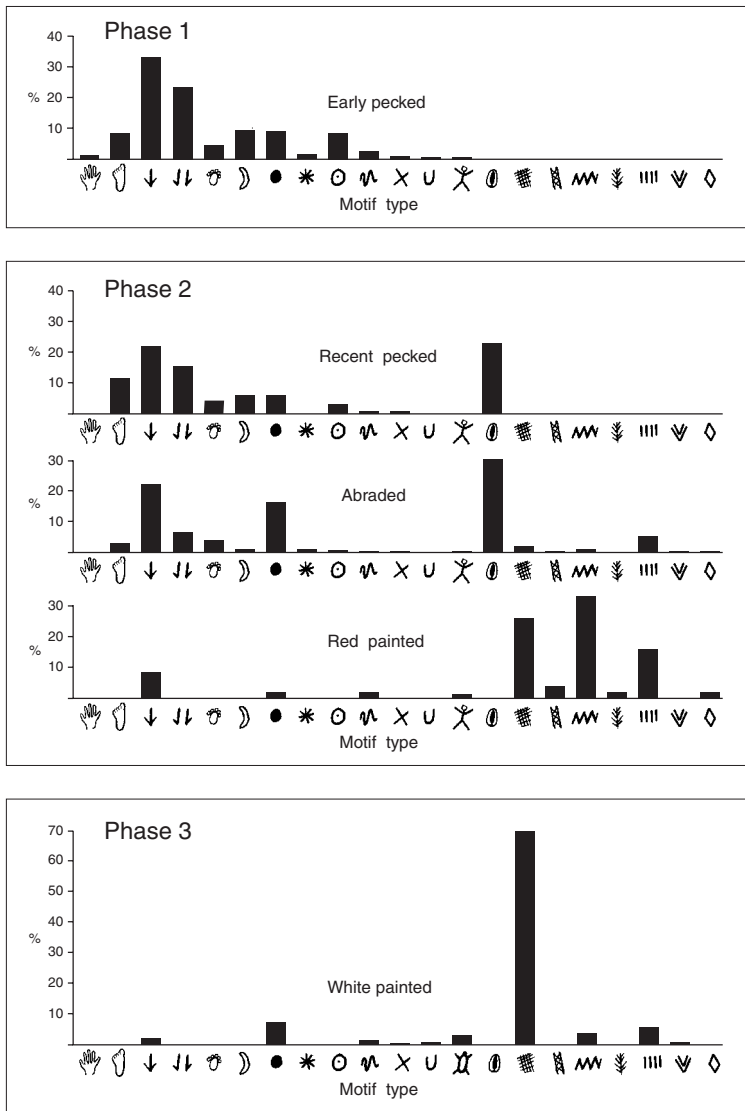 Phase 1
40
30
% 20
10
Early pecked
Motif type
Phase 2
40
30
% 20
10
Recent pecked
30
% 20
10
Abraded
30
% 20
10
Red painted
Motif type
Phase 3
70
60
50
40
% 30
20
10
White painted
Motif type